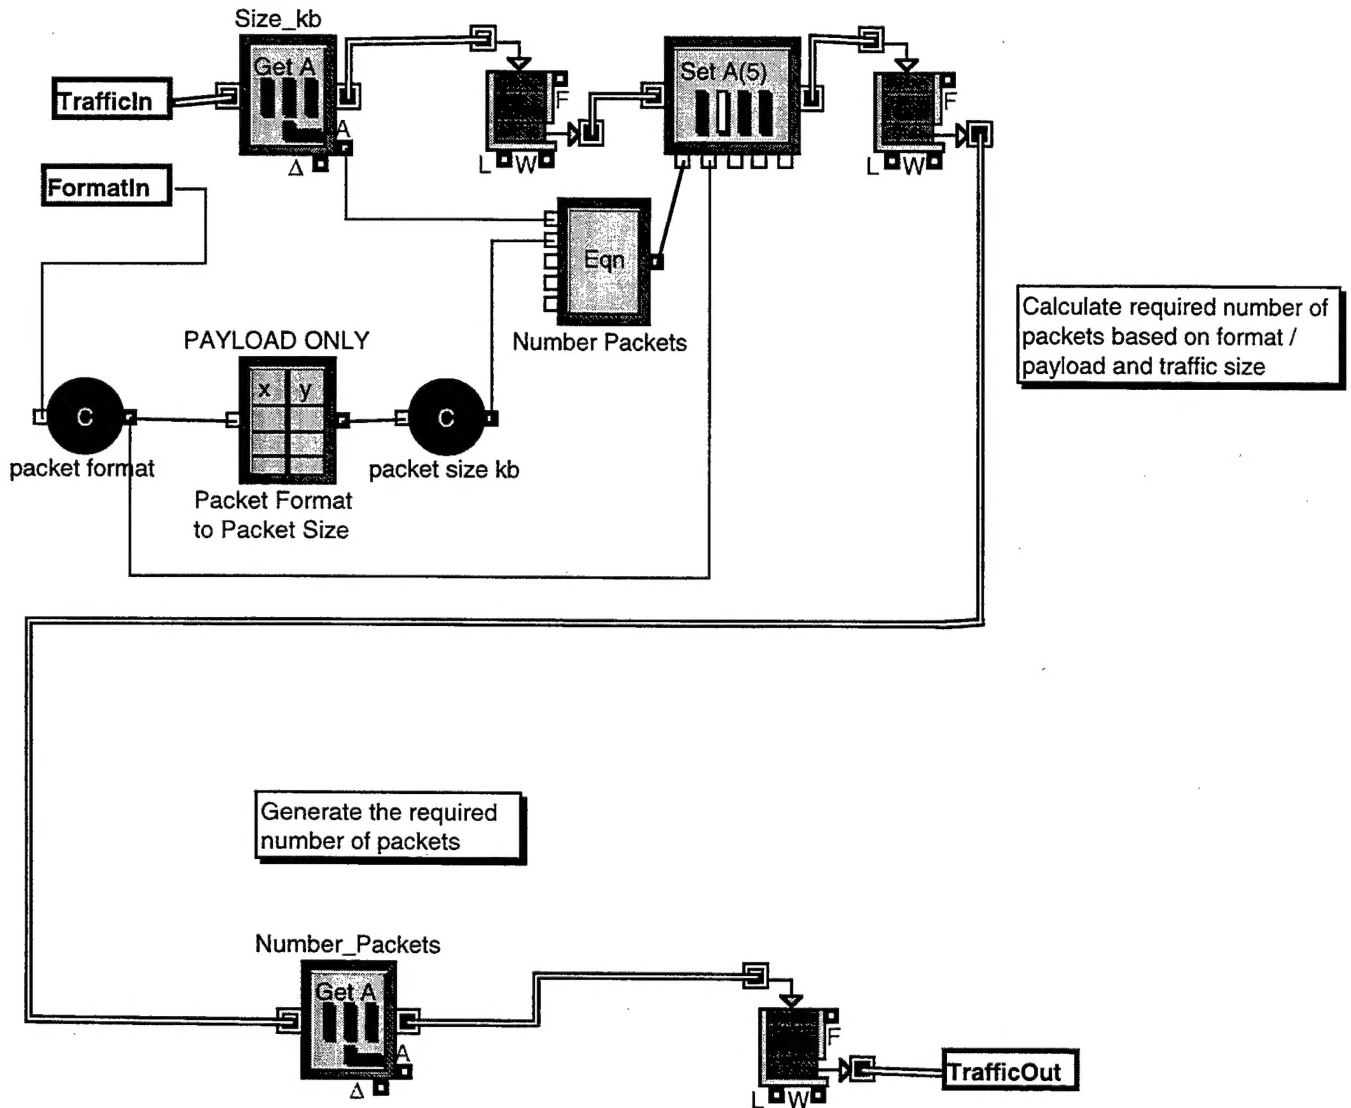 Size_kb
Get A
TrafficIn
A
Δ
F
L W
Set A(5)
F
L W
FormatIn
Eqn
Number Packets
Calculate required number of
packets based on format /
payload and traffic size
PAYLOAD ONLY
x y
C
packet format
C
packet size kb
Packet Format
to Packet Size
Generate the required
number of packets
Number_Packets
Get A
A
Δ
F
L W
TrafficOut